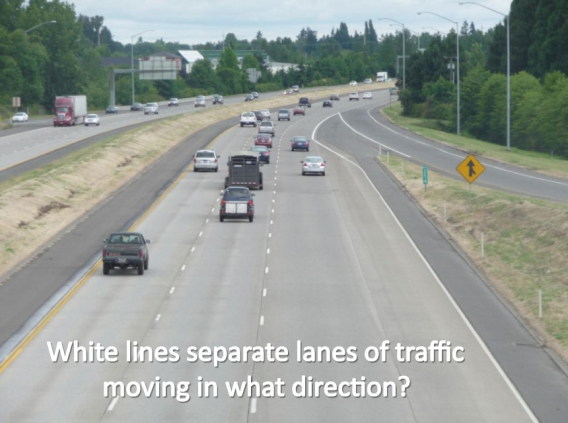 White lines separate lanes of traffic
moving in what direction?